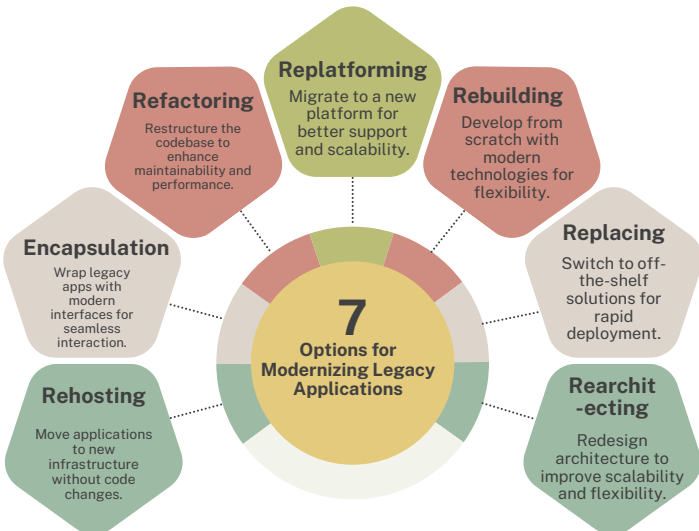 Replatforming
Migrate to a new
platform for
better support
and scalability.
Refactoring
Restructure the
codebase to
enhance
maintainability and
performance.
Rebuilding
Develop from
scratch with
modern
technologies for
flexibility.
Encapsulation
Wrap legacy
apps with
modern
interfaces for
seamless
interaction.
Replacing
Switch to off-
the-shelf
solutions for
rapid
deployment.
7
Options for
Modernizing Legacy
Applications
Rehosting
Move applications
to new
infrastructure
without code
changes.
Rearchit
-ecting
Redesign
architecture to
improve scalability
and flexibility.